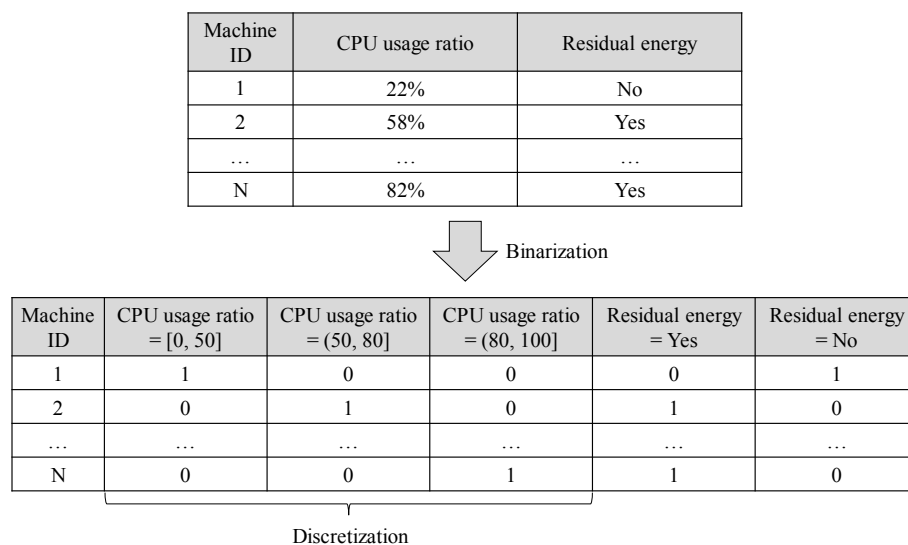 Machine ID CPU usage ratio Residual energy
1 22% No
2 58% Yes
… … …
N 82% Yes
Binarization
Machine ID CPU usage ratio = [0, 50] CPU usage ratio = (50, 80] CPU usage ratio = (80, 100] Residual energy = Yes Residual energy = No
1 1 0 0 0 1
2 0 1 0 1 0
… … … … … …
N 0 0 1 1 0
Discretization